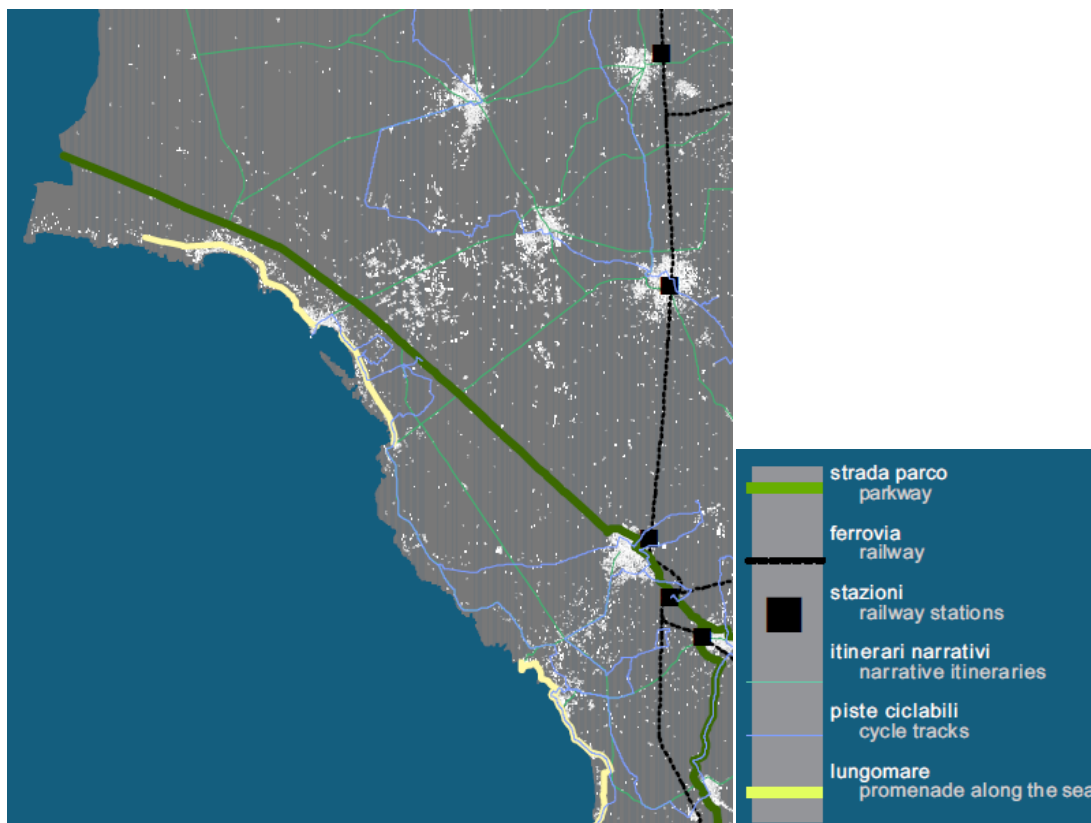 strada parco
parkway
ferrovia
railway
stazioni
railway stations
itinerari narrativi
narrative itineraries
piste ciclabili
cycle tracks
lungomare
promenade along the sea